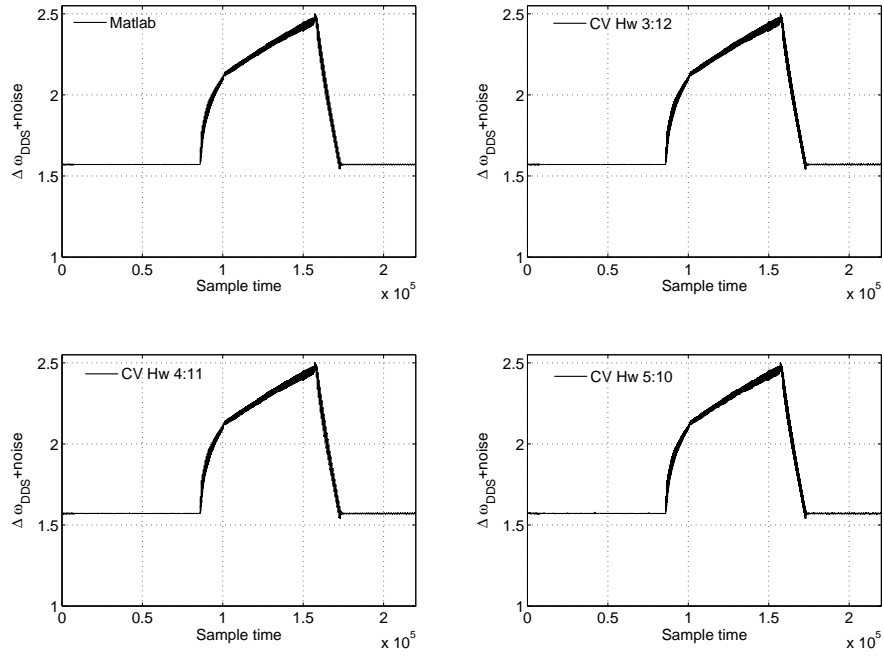 2.5
2
1.5
1
0
0.5
1
1.5
2
x 10^5
Sample time
Δ ω_DDS+noise
Matlab
2.5
2
1.5
1
0
0.5
1
1.5
2
x 10^5
Sample time
Δ ω_DDS+noise
CV Hw 3:12
2.5
2
1.5
1
0
0.5
1
1.5
2
x 10^5
Sample time
Δ ω_DDS+noise
CV Hw 4:11
2.5
2
1.5
1
0
0.5
1
1.5
2
x 10^5
Sample time
Δ ω_DDS+noise
CV Hw 5:10